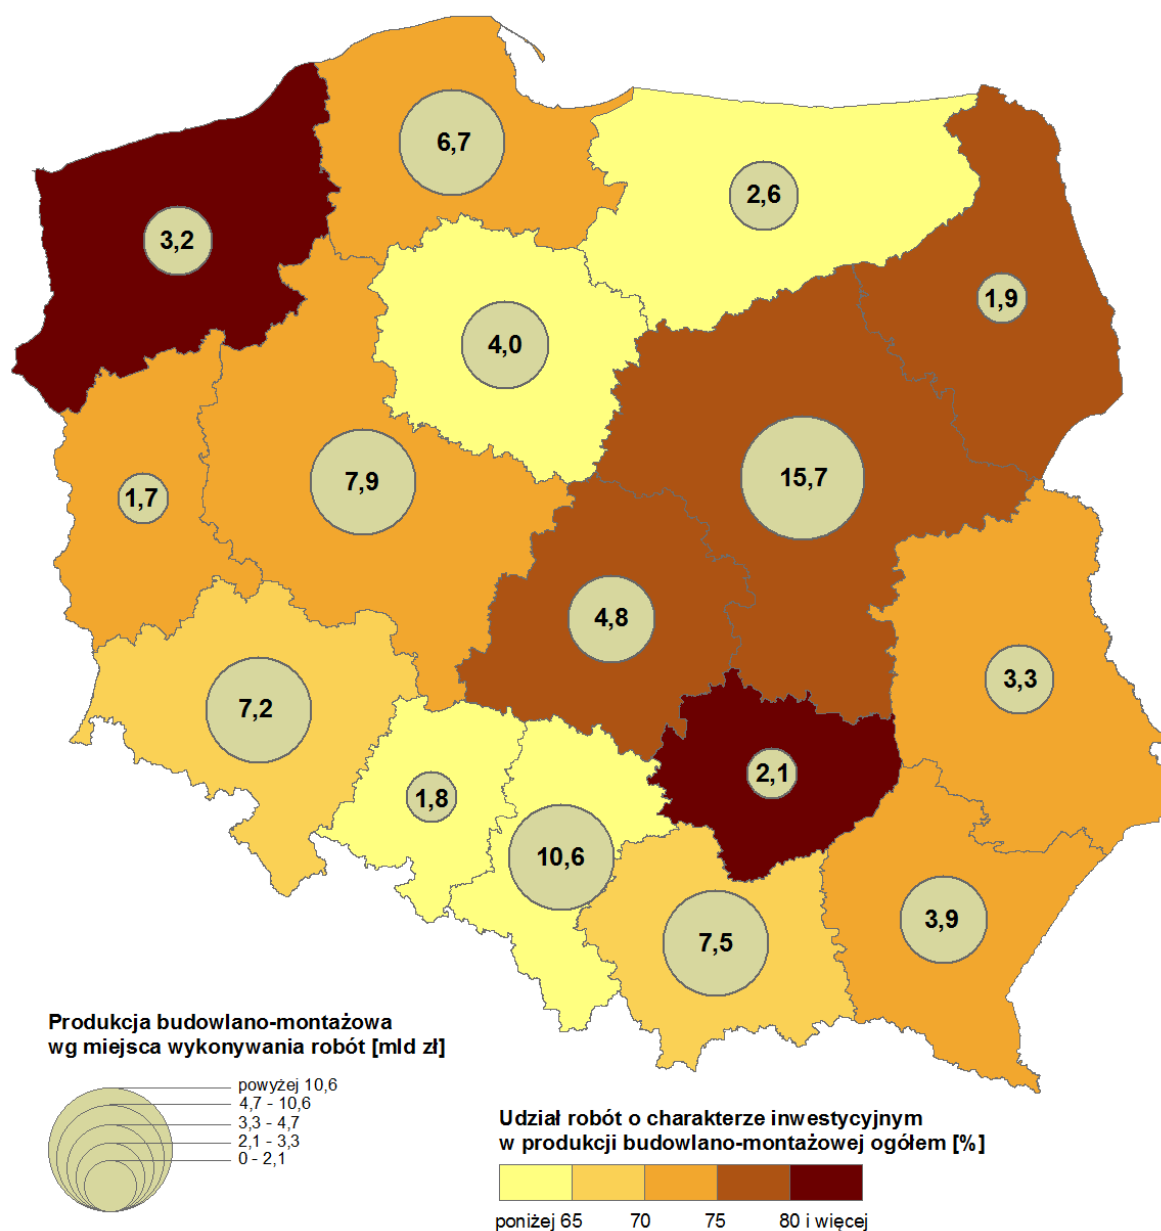 6,7
2,6
3,2
1,9
4,0
7,9
15,7
1,7
4,8
3,3
7,2
2,1
1,8
10,6
3,9
7,5
Produkcja budowlano-montażowa
wg miejsca wykonywania robót [mld zł]
powyżej 10,6
4,7 - 10,6
3,3 - 4,7
2,1 - 3,3
0 - 2,1
Udział robót o charakterze inwestycyjnym
w produkcji budowlano-montażowej ogółem [%]
poniżej 65 70 75 80 i więcej